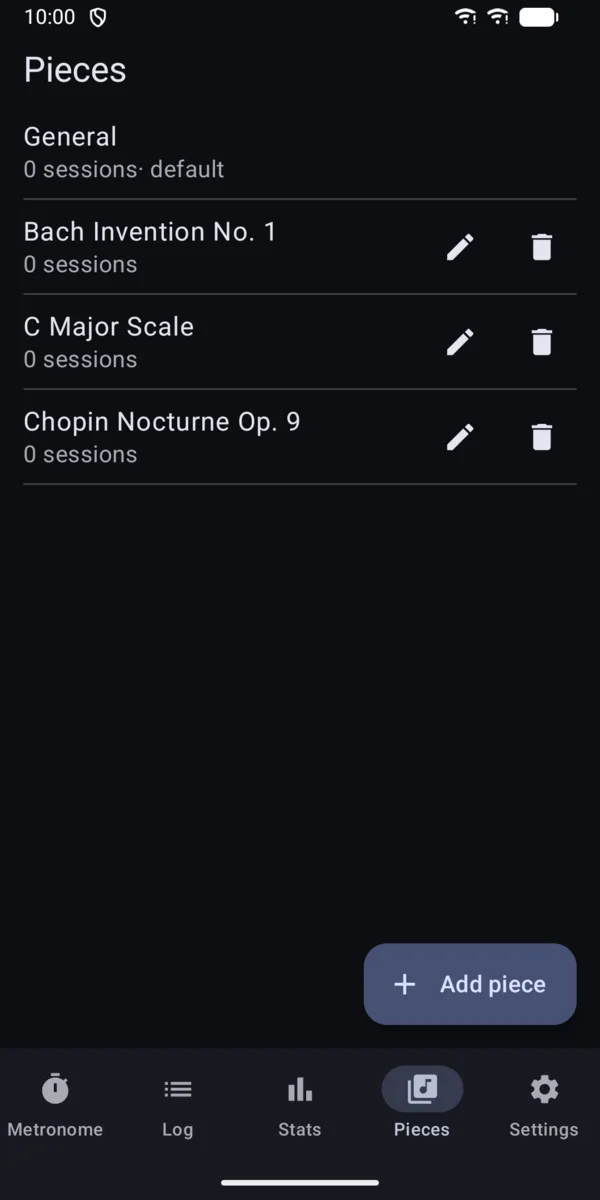 10:00
Pieces
General
0 sessions· default
Bach Invention No. 1
0 sessions
C Major Scale
0 sessions
Chopin Nocturne Op. 9
0 sessions
Add piece
Metronome
Log
Stats
Pieces
Settings